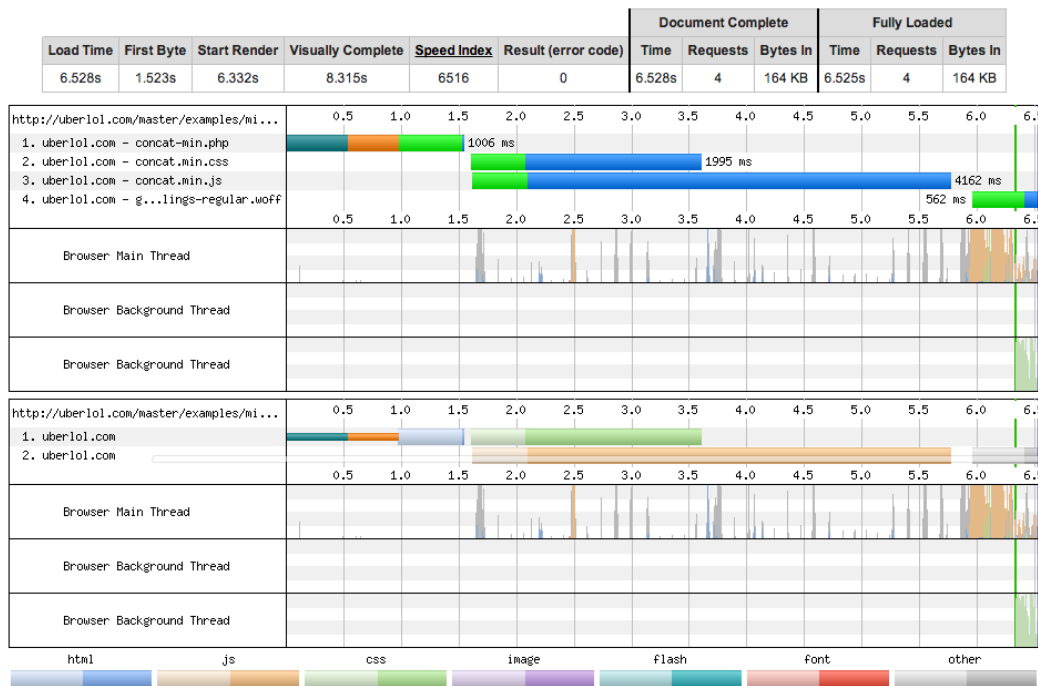 Document Complete Fully Loaded
Load Time First Byte Start Render Visually Complete Speed Index Result (error code) Time Requests Bytes In Time Requests Bytes In
6.528s 1.523s 6.332s 8.315s 6516 0 6.528s 4 164 KB 6.525s 4 164 KB
http://uberlol.com/master/examples/mi... 0.5 1.0 1.5 2.0 2.5 3.0 3.5 4.0 4.5 5.0 5.5 6.0 6.
1. uberlol.com - concat-min.php 1006 ms
2. uberlol.com - concat-min.css 1995 ms
3. uberlol.com - concat.min.js 4162 ms
4. uberlol.com - g...lings-regular.woff 562 ms
0.5 1.0 1.5 2.0 2.5 3.0 3.5 4.0 4.5 5.0 5.5 6.0 6.
Browser Main Thread
Browser Background Thread
Browser Background Thread
http://uberlol.com/master/examples/mi... 0.5 1.0 1.5 2.0 2.5 3.0 3.5 4.0 4.5 5.0 5.5 6.0 6.
1. uberlol.com
2. uberlol.com
0.5 1.0 1.5 2.0 2.5 3.0 3.5 4.0 4.5 5.0 5.5 6.0 6.
Browser Main Thread
Browser Background Thread
Browser Background Thread
html js css image flash font other